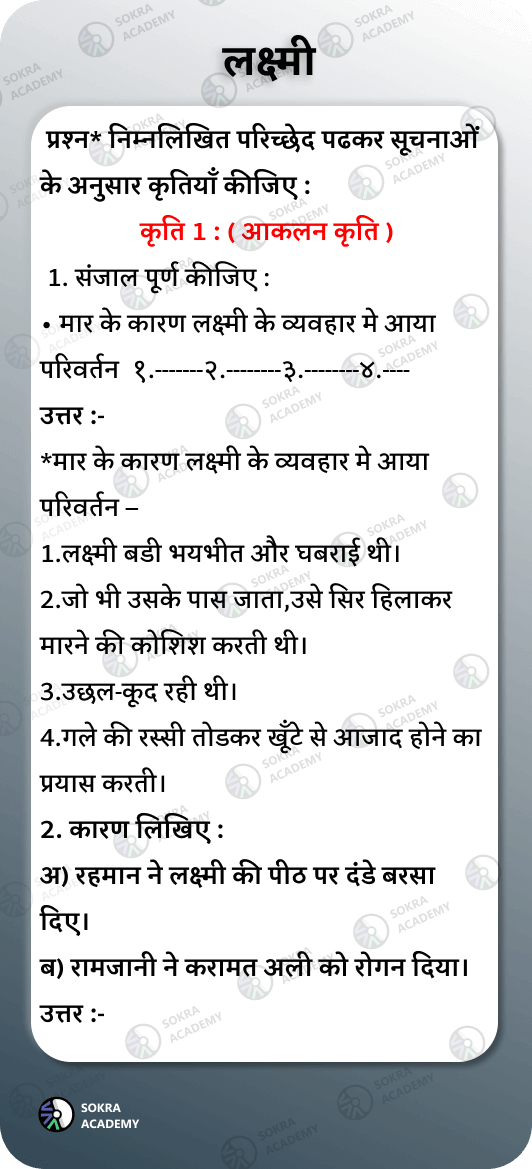 लक्ष्मी
प्रश्न* निम्नलिखित परिच्छेद पढकर सूचनाओं
के अनुसार कृतियाँ कीजिए :
कृति 1 : ( आकलन कृति )
1. संजाल पूर्ण कीजिए :
• मार के कारण लक्ष्मी के व्यवहार मे आया
परिवर्तन १.-------२.--------३.--------४.----
उत्तर :-
*मार के कारण लक्ष्मी के व्यवहार मे आया
परिवर्तन –
1.लक्ष्मी बडी भयभीत और घबराई थी।
2.जो भी उसके पास जाता,उसे सिर हिलाकर
मारने की कोशिश करती थी।
3.उछल-कूद रही थी।
4.गले की रस्सी तोडकर खूँटे से आजाद होने का
प्रयास करती।
2. कारण लिखिए :
अ) रहमान ने लक्ष्मी की पीठ पर दंडे बरसा
दिए।
ब) रामजानी ने करामत अली को रोगन दिया।
उत्तर :-
SOKRA
ACADEMY